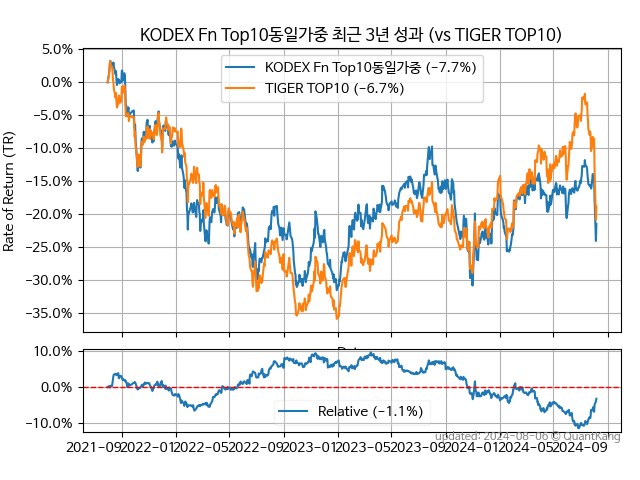 KODEX Fn Top10동일가중 최근 3년 성과 (vs TIGER TOP10)
5.0%
0.0%
−5.0%
−10.0%
−15.0%
−20.0%
−25.0%
−30.0%
−35.0%
Rate of Return (TR)
KODEX Fn Top10동일가중 (−7.7%)
TIGER TOP10 (−6.7%)
10.0%
0.0%
−10.0%
Relative (−1.1%)
updated: 2024-08-06 © QuantKang
2021-09 2022-01 2022-05 2022-09 2023-01 2023-05 2023-09 2024-01 2024-05 2024-09